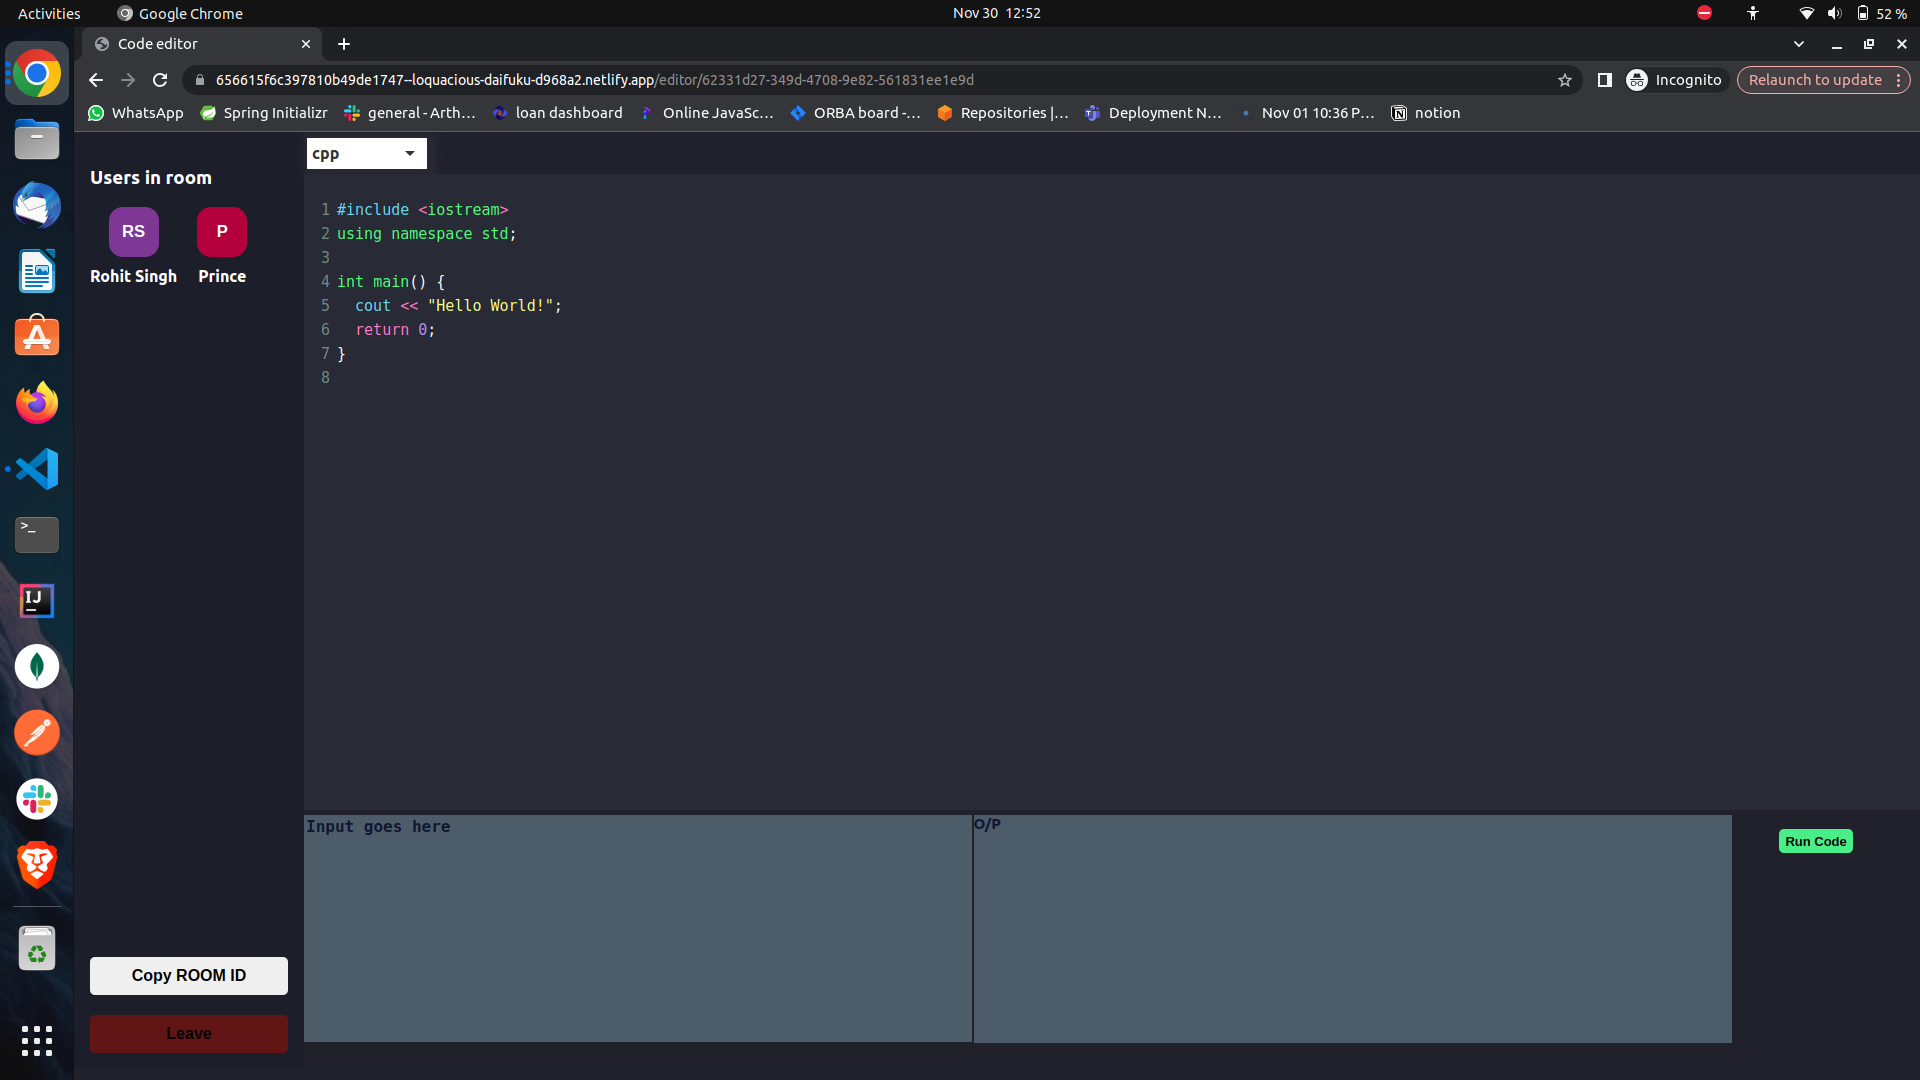 Activities
Google Chrome
Nov 30 12:52
52 %
Code editor
656615f6c397810b49de1747--loquacious-daifuku-d968a2.netlify.app/editor/62331d27-349d-4708-9e82-561831ee1e9d
Incognito
Relaunch to update
WhatsApp
Spring Initializr
general - Arth…
loan dashboard
Online JavaSc…
ORBA board -…
Repositories |…
Deployment N…
Nov 01 10:36 P…
notion
Users in room
RS
P
Rohit Singh
Prince
cpp
1 #include <iostream>
2 using namespace std;
3
4 int main() {
5 cout << "Hello World!";
6 return 0;
7 }
8
Input goes here
O/P
Run Code
Copy ROOM ID
Leave
>_
IJ